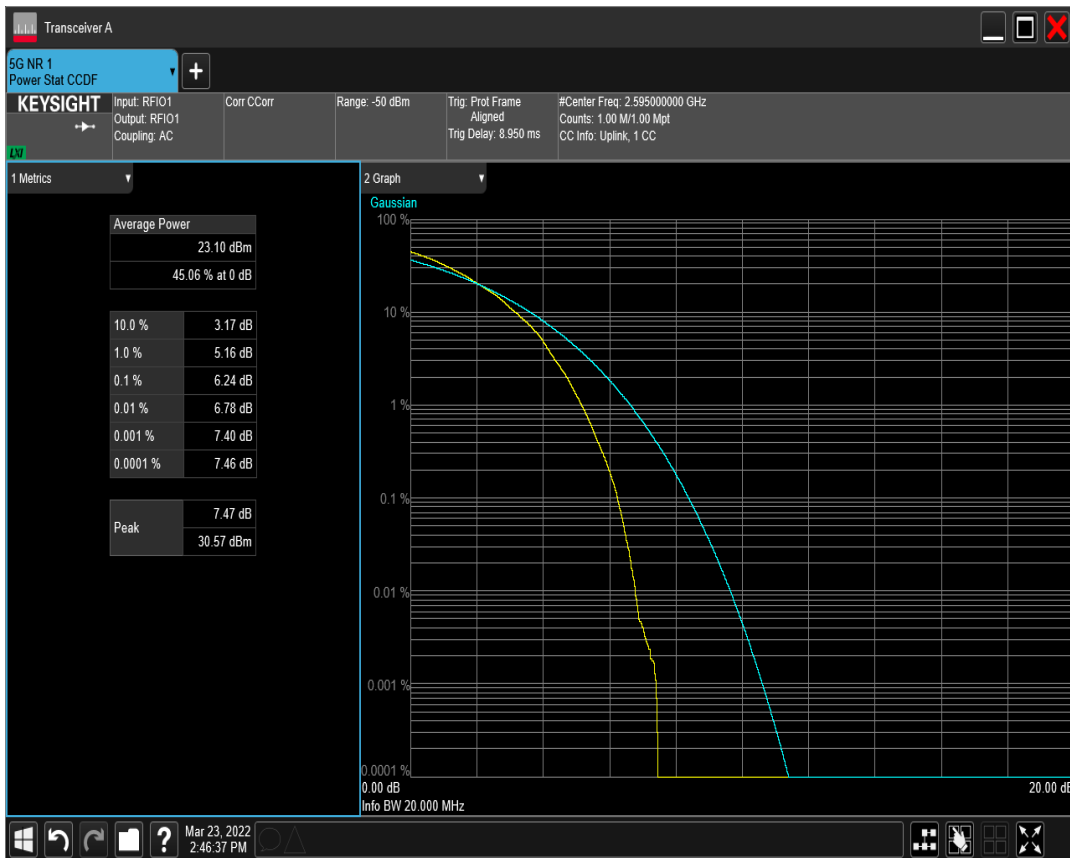 Transceiver A
5G NR 1
Power Stat CCDF
KEYSIGHT
LXI
Input: RFIO1
Output: RFIO1
Coupling: AC
Corr CCorr
Range: -50 dBm
Trig: Prot Frame
Aligned
Trig Delay: 8.950 ms
#Center Freq: 2.595000000 GHz
Counts: 1.00 M/1.00 Mpt
CC Info: Uplink, 1 CC
1 Metrics
Average Power
23.10 dBm
45.06 % at 0 dB
10.0 % 3.17 dB
1.0 % 5.16 dB
0.1 % 6.24 dB
0.01 % 6.78 dB
0.001 % 7.40 dB
0.0001 % 7.46 dB
Peak
7.47 dB
30.57 dBm
2 Graph
Gaussian
100 %
10 %
1 %
0.1 %
0.01 %
0.001 %
0.0001 %
0.00 dB 20.00 dB
Info BW 20.000 MHz
?
Mar 23, 2022
2:46:37 PM